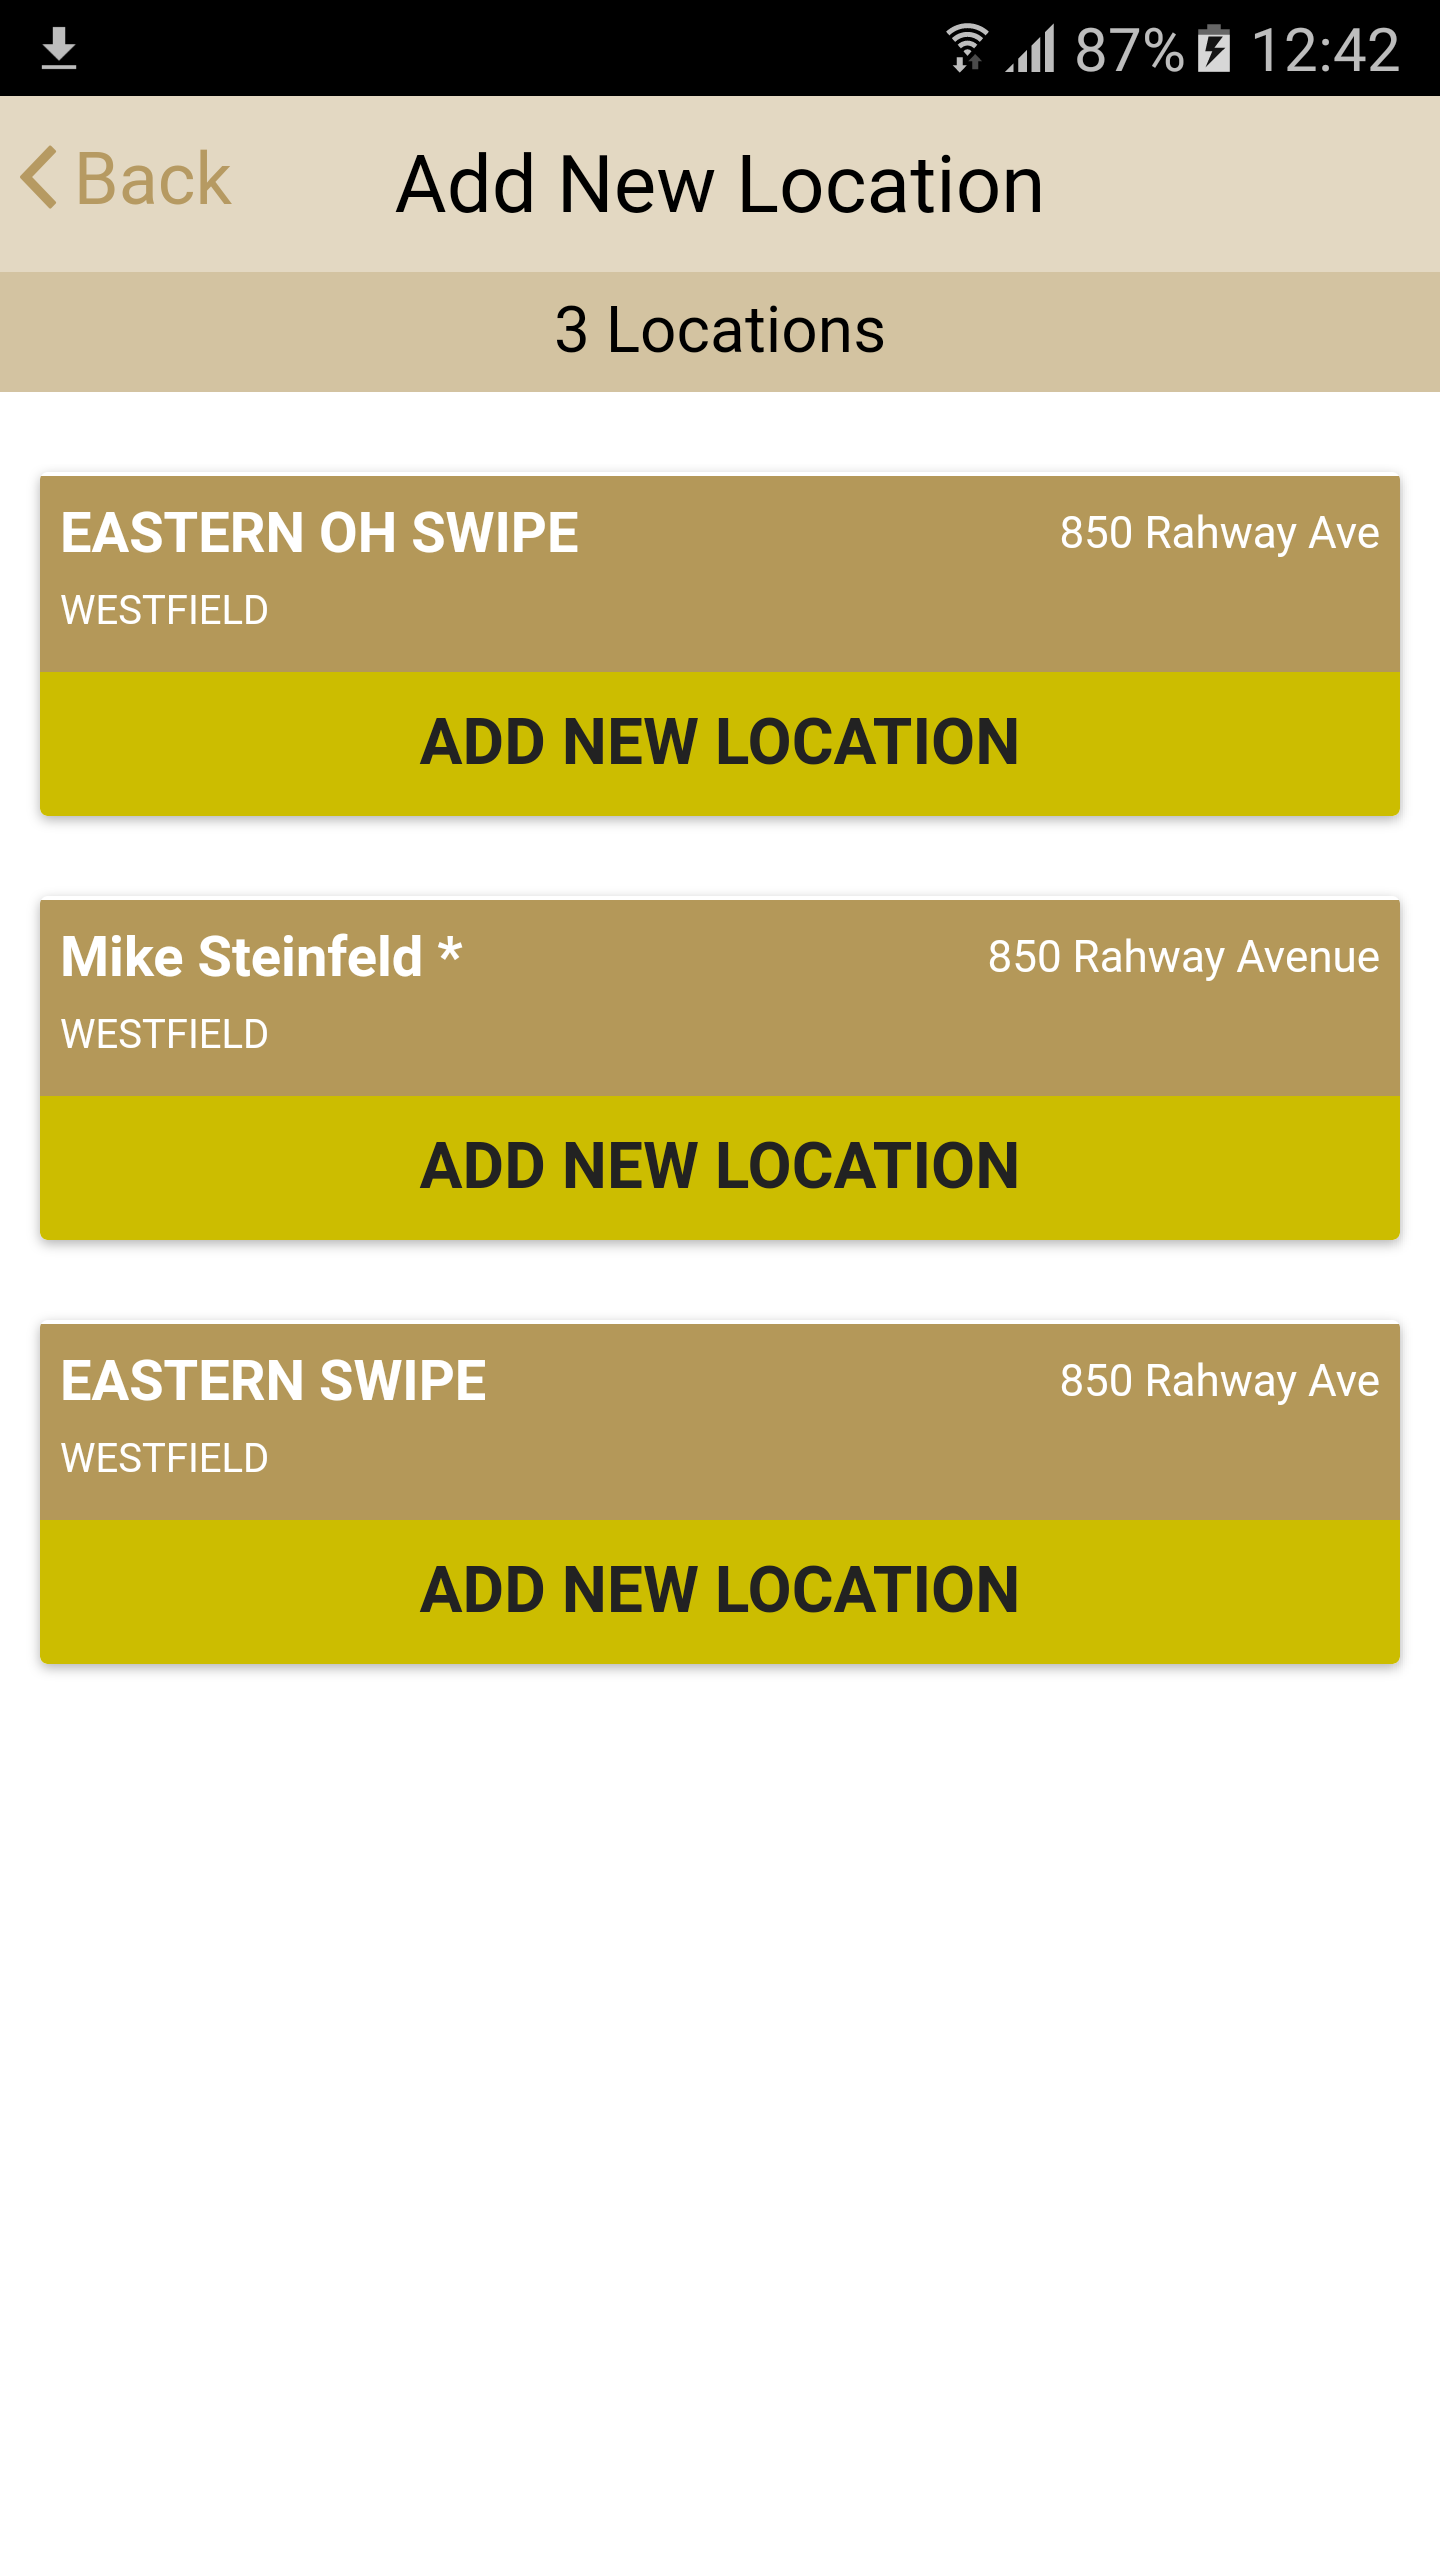 87% 12:42
Back Add New Location
3 Locations
EASTERN OH SWIPE 850 Rahway Ave
WESTFIELD
ADD NEW LOCATION
Mike Steinfeld * 850 Rahway Avenue
WESTFIELD
ADD NEW LOCATION
EASTERN SWIPE 850 Rahway Ave
WESTFIELD
ADD NEW LOCATION